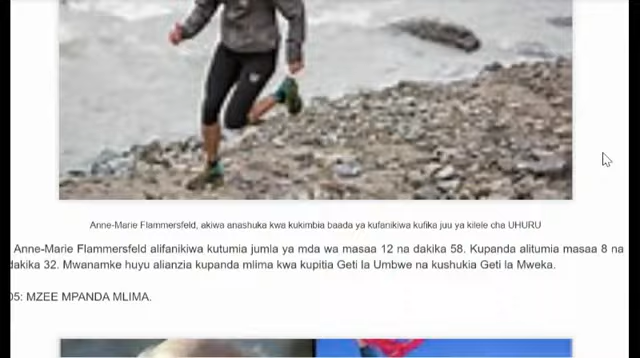 Anne-Marie Flammersfeld, akiwa anashuka kwa kukimbia baada ya kufanikiwa kufika juu ya kilele cha UHURU
Anne-Marie Flammersfeld alifanikiwa kutumia jumla ya mda wa masaa 12 na dakika 58. Kupanda alitumia masaa 8 na
dakika 32. Mwanamke huyu alianzia kupanda mlima kwa kupitia Geti la Umbwe na kushukia Geti la Mweka.
05: MZEE MPANDA MLIMA.